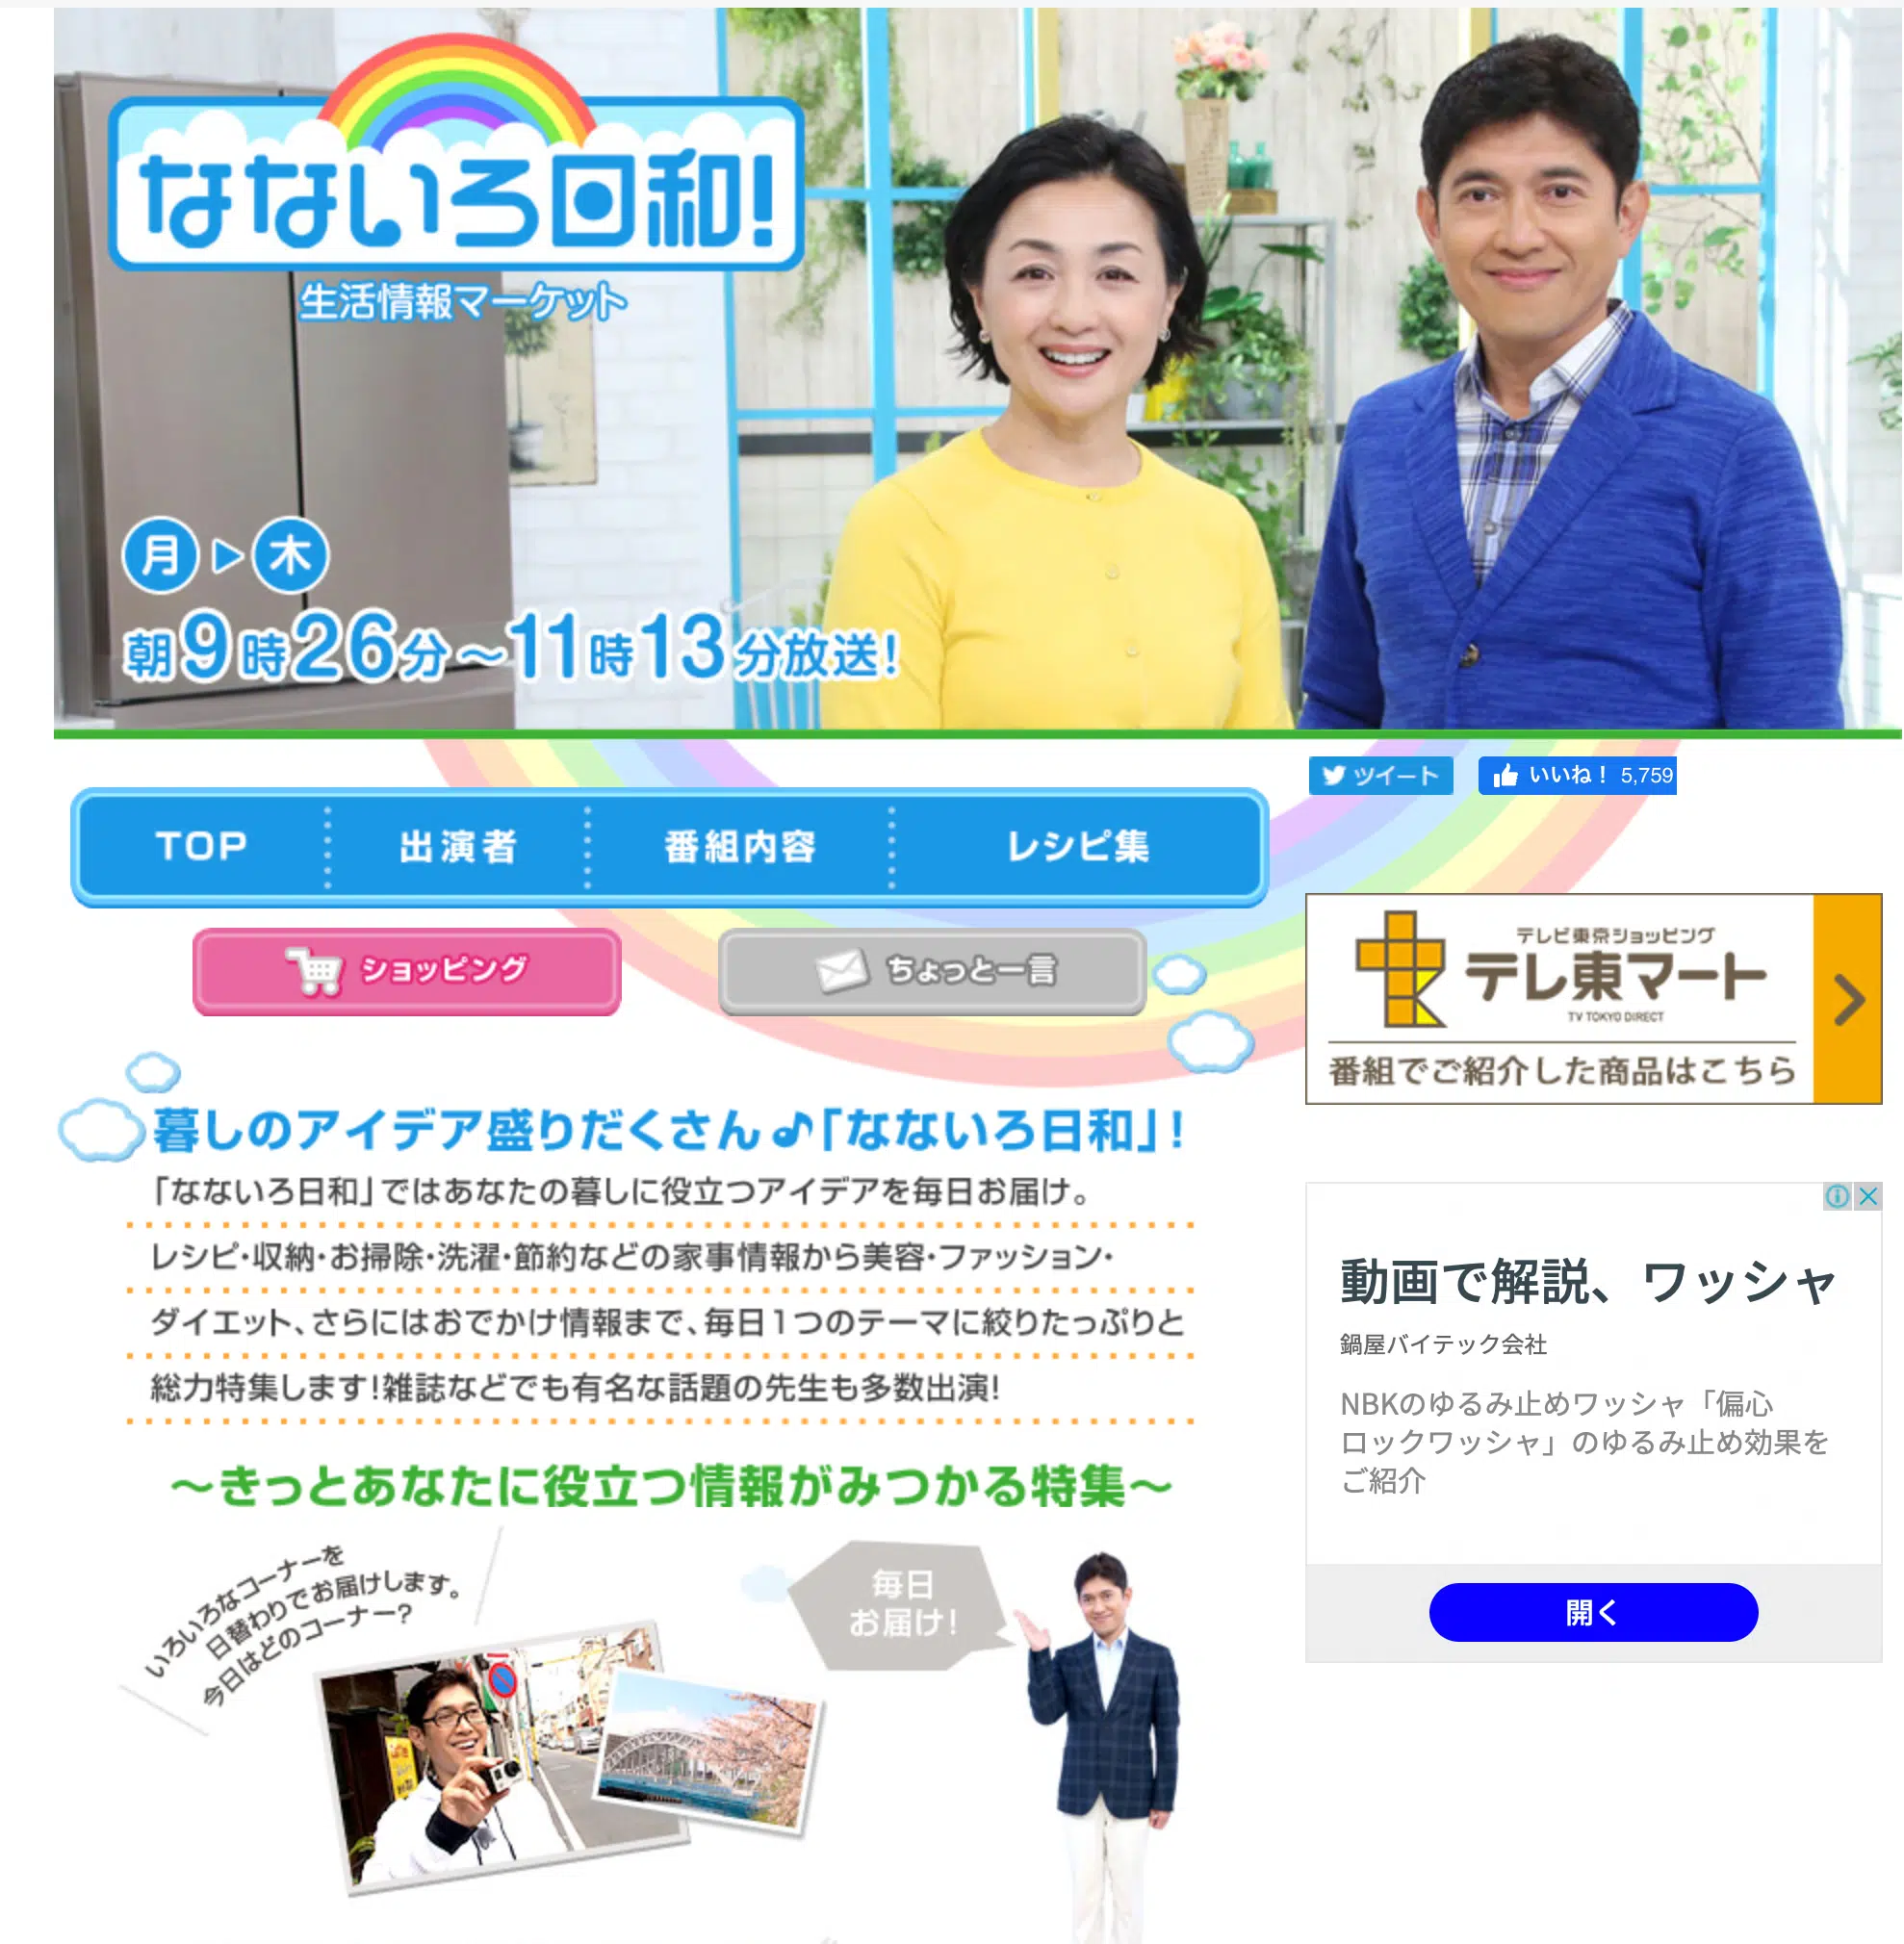 なないろ日和!
生活情報マーケット
月 ▶ 木
朝9時26分〜11時13分放送!
ツイート
いいね！ 5,759
TOP
出演者
番組内容
レシピ集
ショッピング
ちょっと一言
テレビ東京ショッピング
テレ東マート
TV TOKYO DIRECT
番組でご紹介した商品はこちら
暮しのアイデア盛りだくさん♪「なないろ日和」!
「なないろ日和」ではあなたの暮しに役立つアイデアを毎日お届け。
レシピ・収納・お掃除・洗濯・節約などの家事情報から美容・ファッション・
ダイエット、さらにはおでかけ情報まで、毎日1つのテーマに絞りたっぷりと
総力特集します!雑誌などでも有名な話題の先生も多数出演!
〜きっとあなたに役立つ情報がみつかる特集〜
いろいろなコーナーを
日替わりでお届けします。
今日はどのコーナー?
毎日
お届け!
動画で解説、ワッシャ
鍋屋バイテック会社
NBKのゆるみ止めワッシャ「偏心
ロックワッシャ」のゆるみ止め効果を
ご紹介
開く